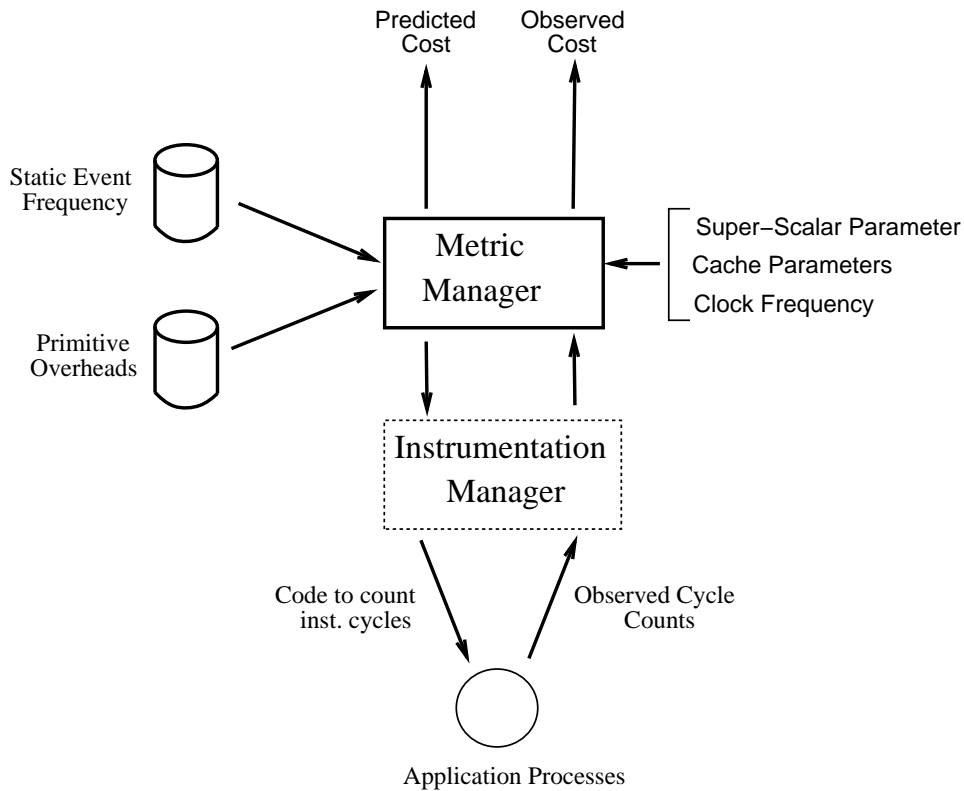 Predicted
Cost
Observed
Cost
Static Event
Frequency
Metric
Manager
Super−Scalar Parameter
Cache Parameters
Clock Frequency
Primitive
Overheads
Instrumentation
Manager
Code to count
inst. cycles
Observed Cycle
Counts
Application Processes